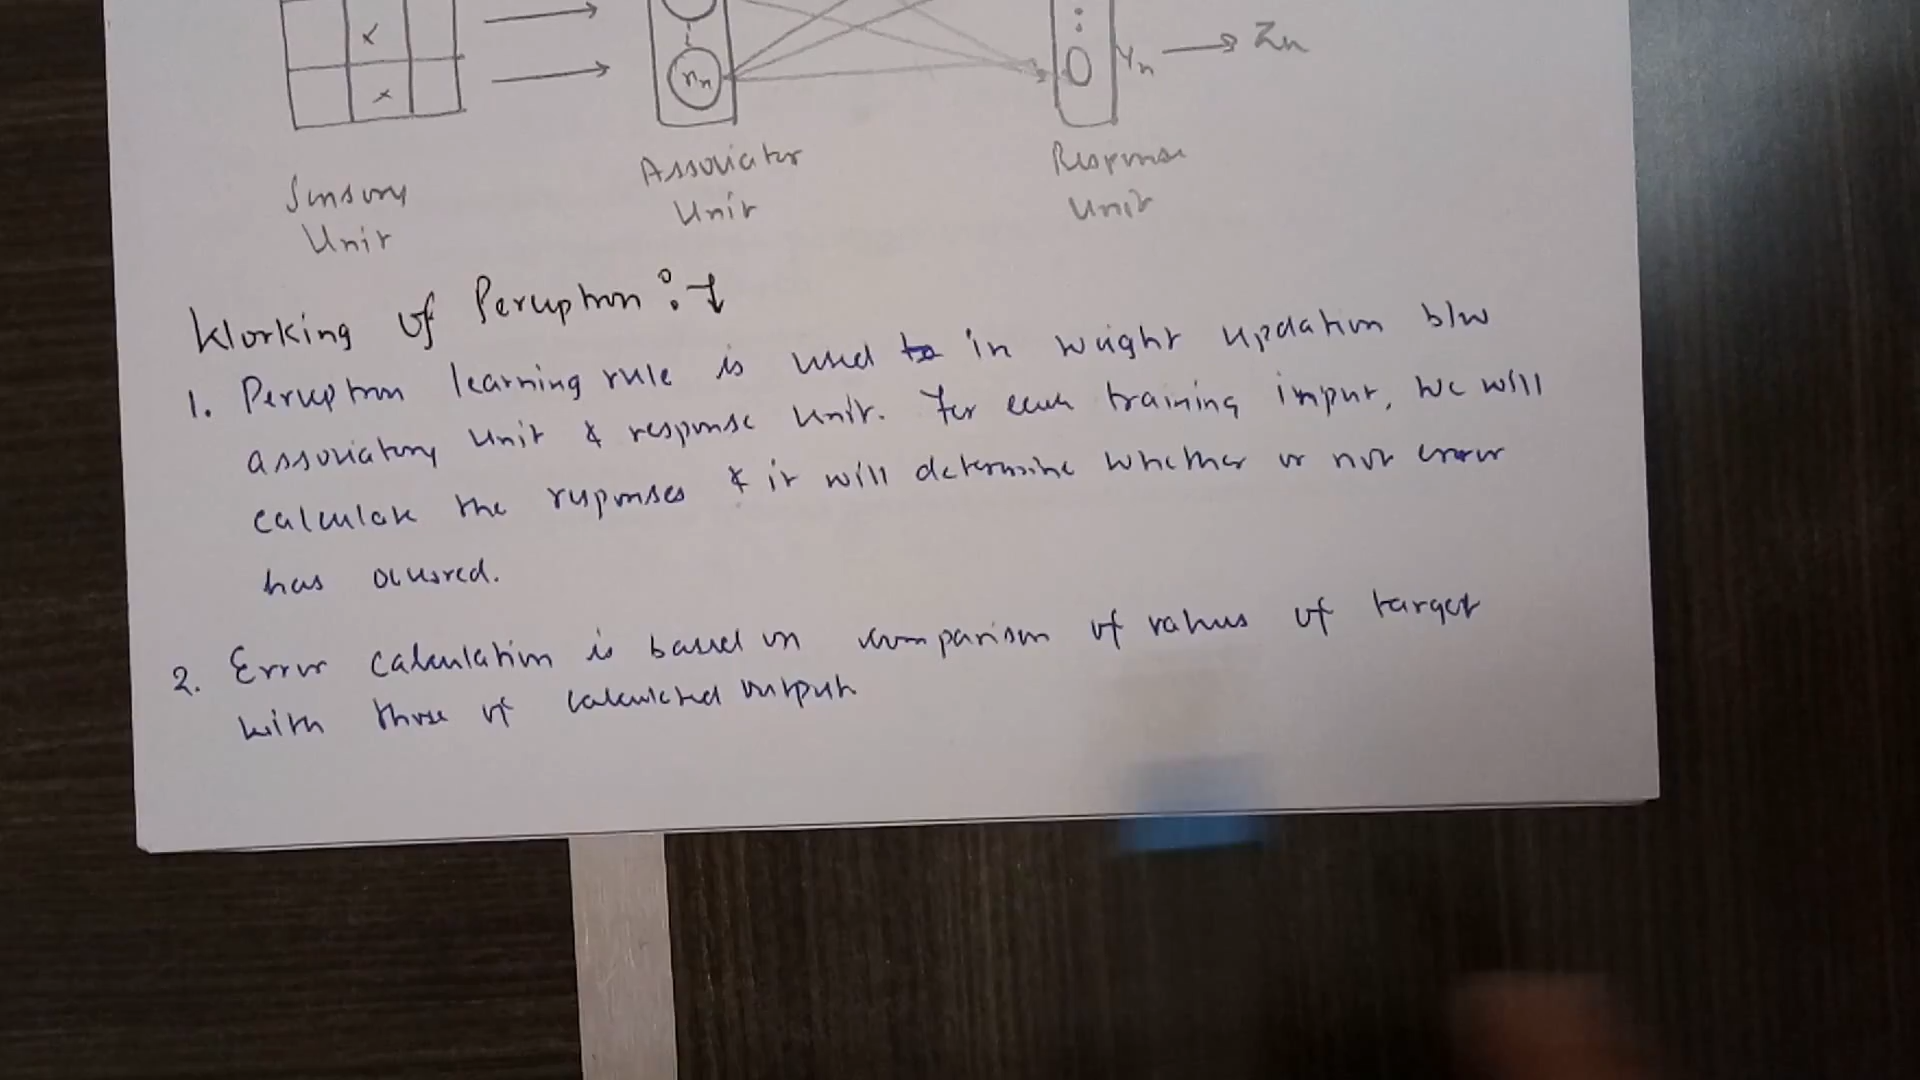 x
x
Xn
Yn → Zn
Sensory
Unit
Associator
Unit
Response
Unit
Working of Perceptron :-
1. Perceptron learning rule is used to in weight updation b/w
associatory unit & response unit. For each training input, we will
calculate the responses & it will determine whether or not error
has occured.
2. Error calculation is based on comparison of values of target
with those of calculated output